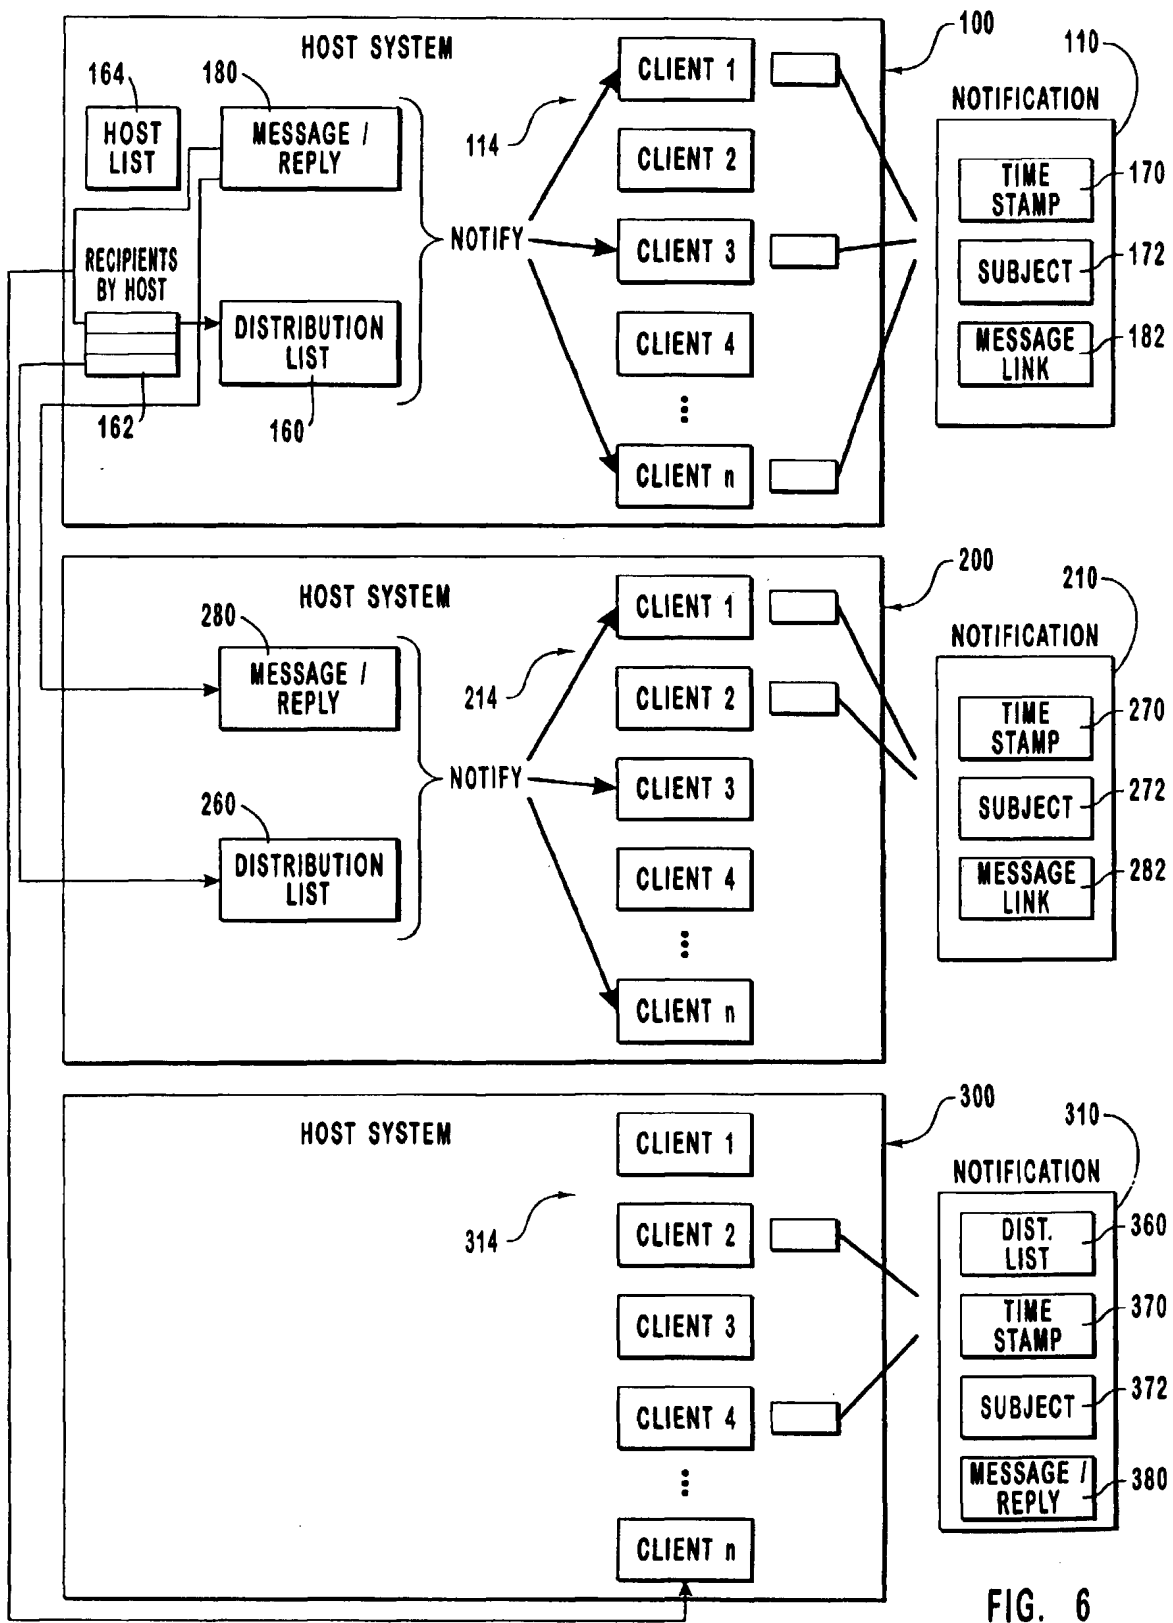 HOST SYSTEM
100
110
164
180
CLIENT 1
NOTIFICATION
HOST
LIST
MESSAGE /
REPLY
114
CLIENT 2
TIME
STAMP
170
NOTIFY
CLIENT 3
SUBJECT
172
RECIPIENTS
BY HOST
DISTRIBUTION
LIST
CLIENT 4
MESSAGE
LINK
182
162
160
CLIENT n
HOST SYSTEM
200
210
280
CLIENT 1
NOTIFICATION
MESSAGE /
REPLY
214
CLIENT 2
TIME
STAMP
270
NOTIFY
CLIENT 3
SUBJECT
272
260
DISTRIBUTION
LIST
CLIENT 4
MESSAGE
LINK
282
CLIENT n
HOST SYSTEM
300
310
CLIENT 1
NOTIFICATION
314
CLIENT 2
DIST.
LIST
360
CLIENT 3
TIME
STAMP
370
CLIENT 4
SUBJECT
372
MESSAGE /
REPLY
380
CLIENT n
FIG. 6